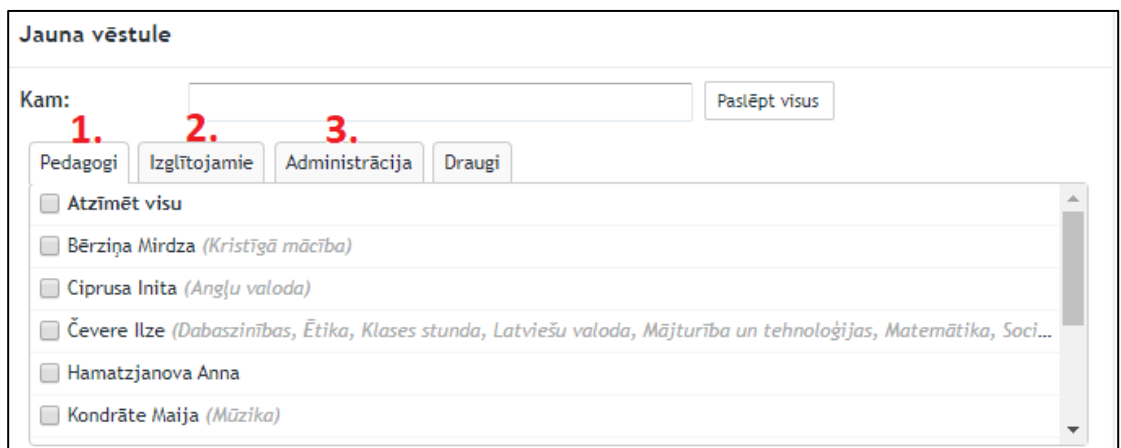 Jauna vēstule
Kam: Paslēpt visus
1. 2. 3.
Pedagogi Izglītojamie Administrācija Draugi
Atzīmēt visu
Bērziņa Mirdza (Kristīgā mācība)
Ciprusa Inita (Angļu valoda)
Čevere Ilze (Dabaszinības, Ētika, Klases stunda, Latviešu valoda, Mājturība un tehnoloģijas, Matemātika, Soci...
Hamatzjanova Anna
Kondrāte Maija (Mūzika)